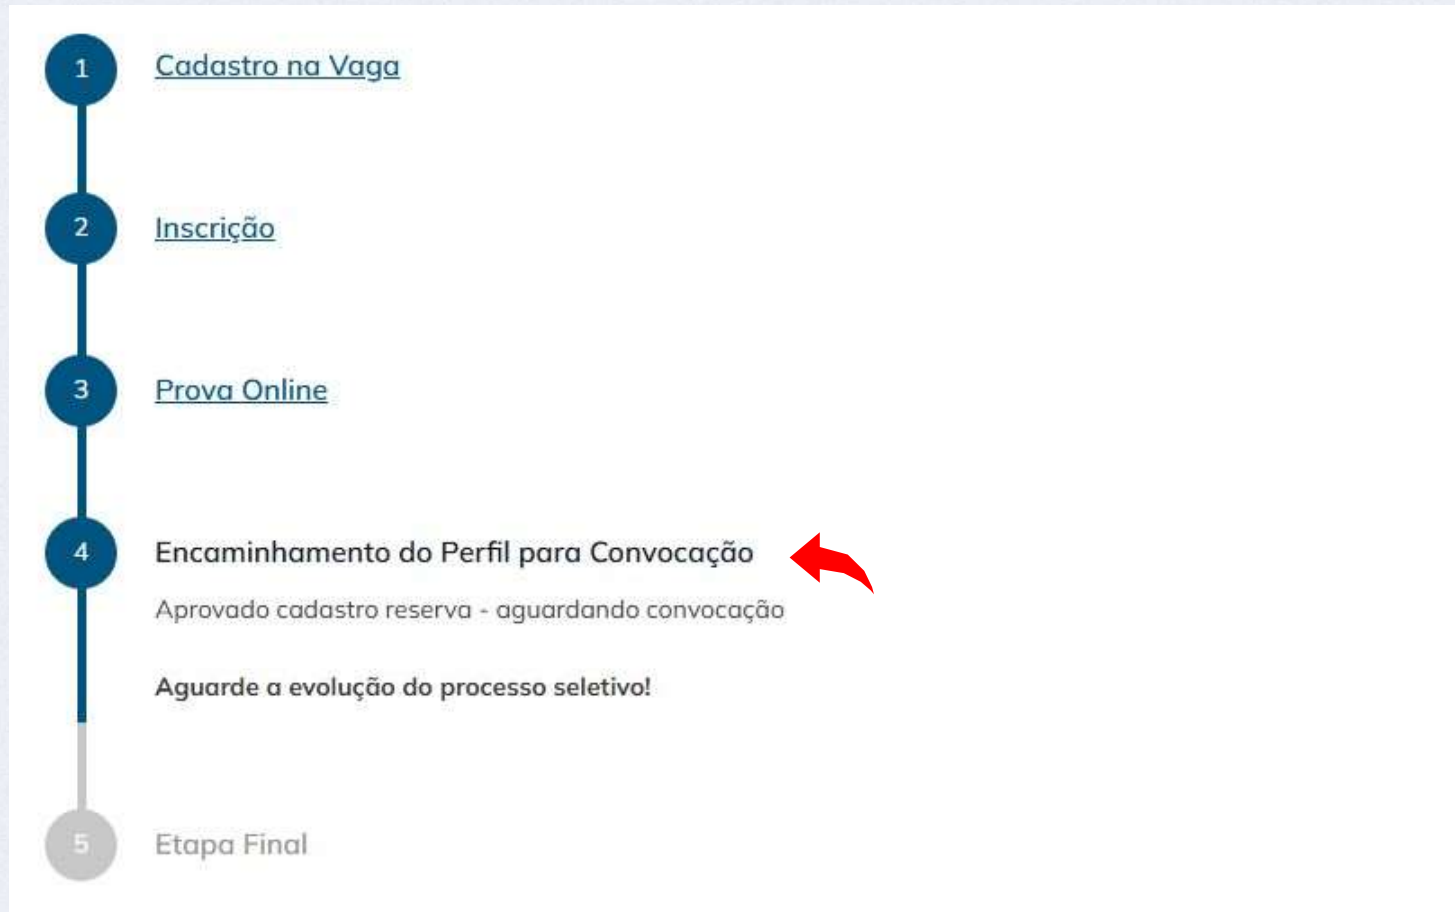 1 Cadastro na Vaga
2 Inscrição
3 Prova Online
4 Encaminhamento do Perfil para Convocação
Aprovado cadastro reserva - aguardando convocação
Aguarde a evolução do processo seletivo!
5 Etapa Final